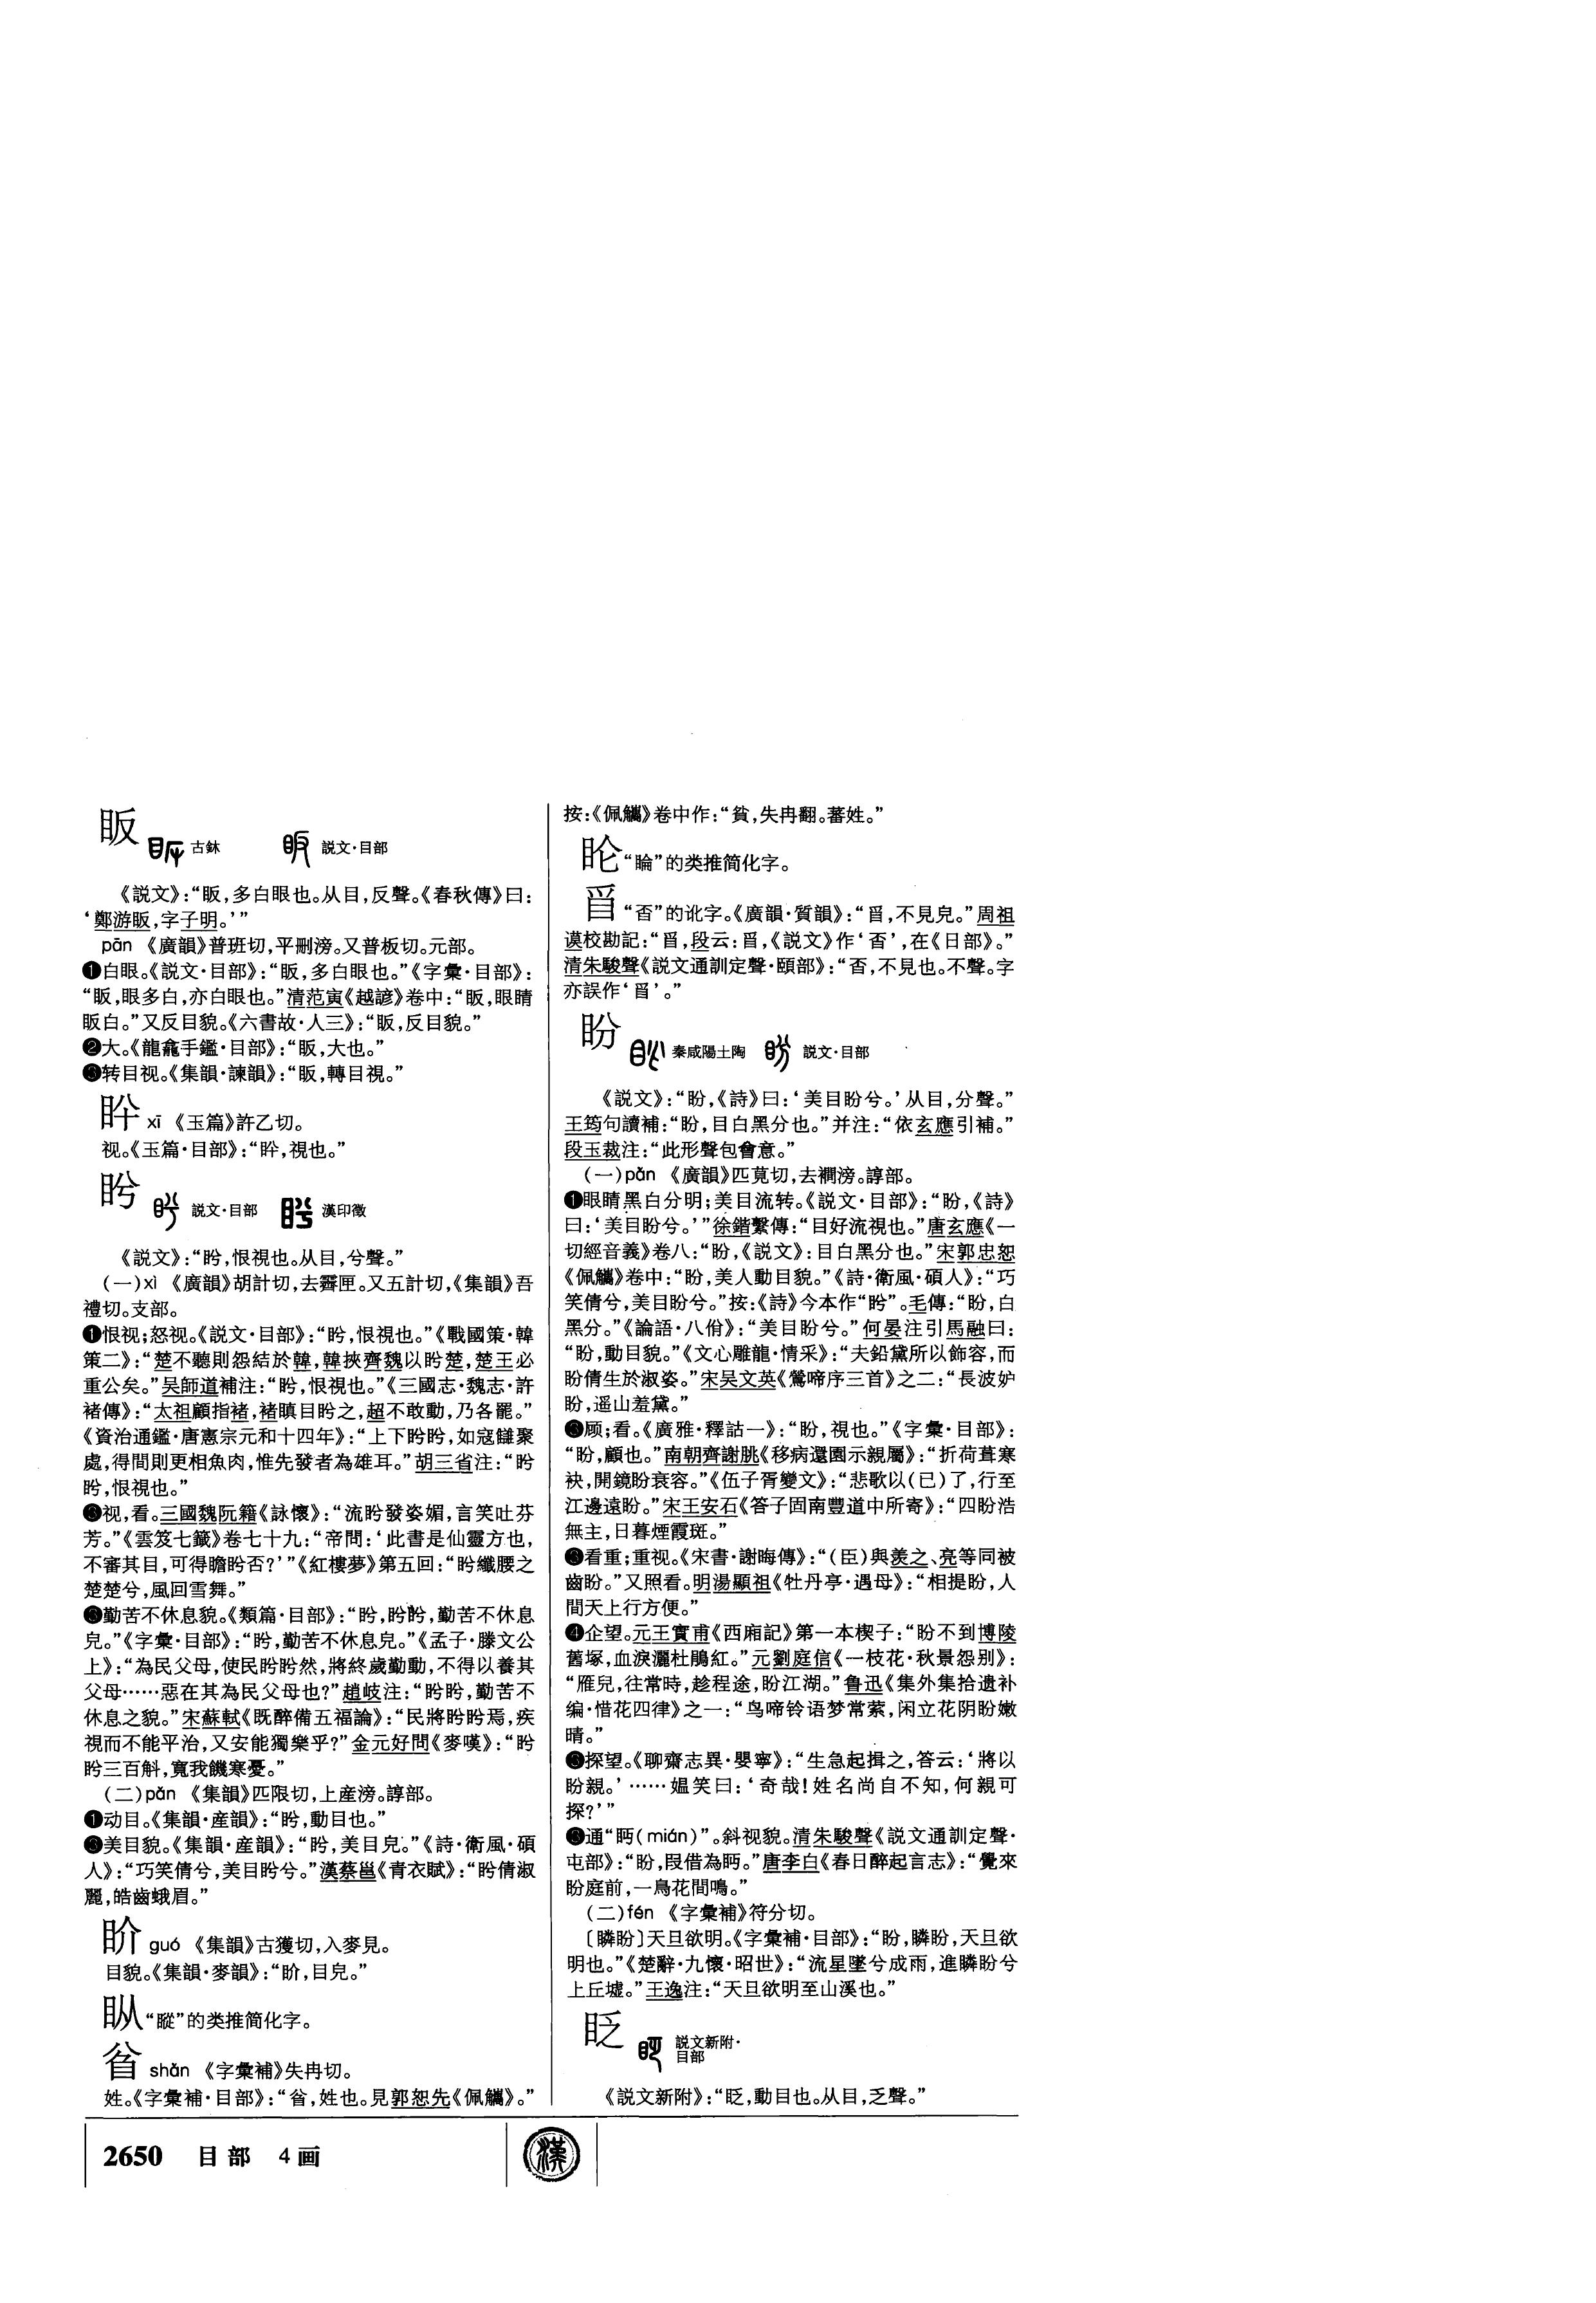 眅
古鉥 説文·目部
《説文》:“眅,多白眼也。从目,反聲。《春秋傳》曰:
‘鄭游眅,字子明。’”
pān 《廣韻》普班切,平删滂。又普板切。元部。
❶白眼。《説文·目部》:“眅,多白眼也。”《字彙·目部》:
“眅,眼多白,亦白眼也。”清范寅《越諺》卷中:“眅,眼睛
眅白。”又反目貌。《六書故·人三》:“眅,反目貌。”
❷大。《龍龕手鑑·目部》:“眅,大也。”
❸转目视。《集韻·諫韻》:“眅,轉目視。”
xī 《玉篇》許乙切。
视。《玉篇·目部》:“,視也。”
盻
説文·目部 漢印徵
《説文》:“盻,恨視也。从目,兮聲。”
(一)xì 《廣韻》胡計切,去霽匣。又五計切,《集韻》吾
禮切。支部。
❶恨视;怒视。《説文·目部》:“盻,恨視也。”《戰國策·韓
策二》:“楚不聽則怨結於韓,韓挾齊魏以盻楚,楚王必
重公矣。”吴師道補注:“盻,恨視也。”《三國志·魏志·許
褚傳》:“太祖顧指褚,褚瞋目盻之,超不敢動,乃各罷。”
《資治通鑑·唐憲宗元和十四年》:“上下盻盻,如寇讎聚
處,得間則更相魚肉,惟先發者為雄耳。”胡三省注:“盻
盻,恨視也。”
❷视,看。三國魏阮籍《詠懷》:“流盻發姿媚,言笑吐芬
芳。”《雲笈七籤》卷七十九:“帝問:‘此書是仙靈方也,
不審其目,可得瞻盻否?’”《紅樓夢》第五回:“盻纖腰之
楚楚兮,風回雪舞。”
❸勤苦不休息貌。《類篇·目部》:“盻,盻盻,勤苦不休息
皃。”《字彙·目部》:“盻,勤苦不休息皃。”《孟子·滕文公
上》:“為民父母,使民盻盻然,將終歲勤動,不得以養其
父母……惡在其為民父母也?”趙岐注:“盻盻,勤苦不
休息之貌。”宋蘇軾《既醉備五福論》:“民將盻盻焉,疾
視而不能平治,又安能獨樂乎?”金元好問《麥嘆》:“盻
盻三百斛,寬我饑寒憂。”
(二)pǎn 《集韻》匹限切,上産滂。諄部。
❶动目。《集韻·産韻》:“盻,動目也。”
❷美目貌。《集韻·産韻》:“盻,美目皃。”《詩·衛風·碩
人》:“巧笑倩兮,美目盻兮。”漢蔡邕《青衣賦》:“盻倩淑
麗,皓齒蛾眉。”
guó 《集韻》古獲切,入麥見。
目貌。《集韻·麥韻》:“,目皃。”
“瞛”的类推简化字。
shǎn 《字彙補》失冉切。
姓。《字彙補·目部》:“,姓也。見郭恕先《佩觿》。”
按:《佩觿》卷中作:“貧,失冉翻。蕃姓。”
“睔”的类推简化字。
“否”的讹字。《廣韻·質韻》:“,不見皃。”周祖
谟校勘記:“,段云:,《説文》作‘否’,在《日部》。”
清朱駿聲《説文通訓定聲·頤部》:“否,不見也。不聲。字
亦誤作‘’。”
盼
秦咸陽土陶 説文·目部
《説文》:“盼,《詩》曰:‘美目盼兮。’从目,分聲。”
王筠句讀補:“盼,目白黑分也。”并注:“依玄應引補。”
段玉裁注:“此形聲包會意。”
(一)pǎn 《廣韻》匹莧切,去襉滂。諄部。
❶眼睛黑白分明;美目流转。《説文·目部》:“盼,《詩》
曰:‘美目盼兮。’”徐鍇繫傳:“目好流視也。”唐玄應《一
切經音義》卷八:“盼,《説文》:目白黑分也。”宋郭忠恕
《佩觿》卷中:“盼,美人動目貌。”《詩·衛風·碩人》:“巧
笑倩兮,美目盼兮。”按:《詩》今本作“盻”。毛傳:“盼,白
黑分。”《論語·八佾》:“美目盼兮。”何晏注引馬融曰:
“盼,動目貌。”《文心雕龍·情采》:“夫鉛黛所以飾容,而
盼倩生於淑姿。”宋吴文英《鶯啼序三首》之二:“長波妒
盼,遥山羞黛。”
❷顾;看。《廣雅·釋詁一》:“盼,視也。”《字彙·目部》:
“盼,顧也。”南朝齊謝脁《移病還園示親屬》:“折荷葺寒
袂,開鏡盼衰容。”《伍子胥變文》:“悲歌以(已)了,行至
江邊遠盼。”宋王安石《答子固南豐道中所寄》:“四盼浩
無主,日暮煙霞斑。”
❸看重;重视。《宋書·謝晦傳》:“(臣)與羨之、亮等同被
齒盼。”又照看。明湯顯祖《牡丹亭·遇母》:“相提盼,人
間天上行方便。”
❹企望。元王實甫《西廂記》第一本楔子:“盼不到博陵
舊塚,血淚灑杜鵑紅。”元劉庭信《一枝花·秋景怨别》:
“雁兒,往常時,趁程途,盼江湖。”鲁迅《集外集拾遗补
编·惜花四律》之一:“鸟啼铃语梦常萦,闲立花阴盼嫩
晴。”
❺探望。《聊齋志異·嬰寧》:“生急起揖之,答云:‘將以
盼親。’……媪笑曰:‘奇哉!姓名尚自不知,何親可
探?’”
❻通“眄(mián)”。斜视貌。清朱駿聲《説文通訓定聲·
屯部》:“盼,叚借為眄。”唐李白《春日醉起言志》:“覺來
盼庭前,一鳥花間鳴。”
(二)fén 《字彙補》符分切。
〔瞵盼〕天旦欲明。《字彙補·目部》:“盼,瞵盼,天旦欲
明也。”《楚辭·九懷·昭世》:“流星墜兮成雨,進瞵盼兮
上丘墟。”王逸注:“天旦欲明至山溪也。”
眨
説文新附·
目部
《説文新附》:“眨,動目也。从目,乏聲。”
2650 目部 4画
漢